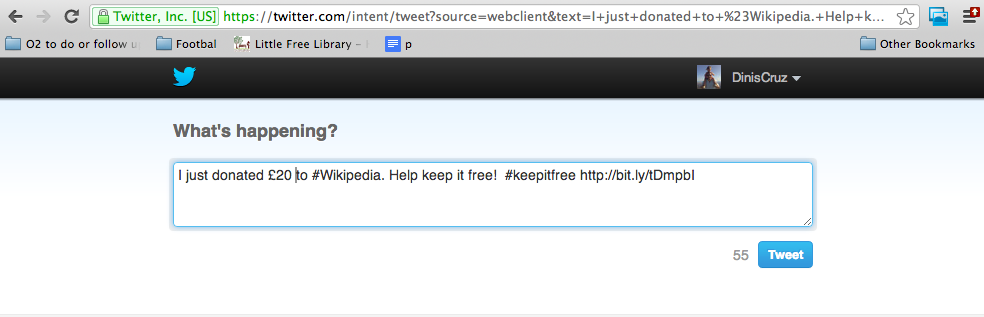 Twitter, Inc. [US] https://twitter.com/intent/tweet?source=webclient&text=I+just+donated+to+%23Wikipedia.+Help+k...
O2 to do or follow Footbal Little Free Library – p Other Bookmarks
DinisCruz
What's happening?
I just donated £20 to #Wikipedia. Help keep it free!  #keepitfree http://bit.ly/tDmpbI
55 Tweet